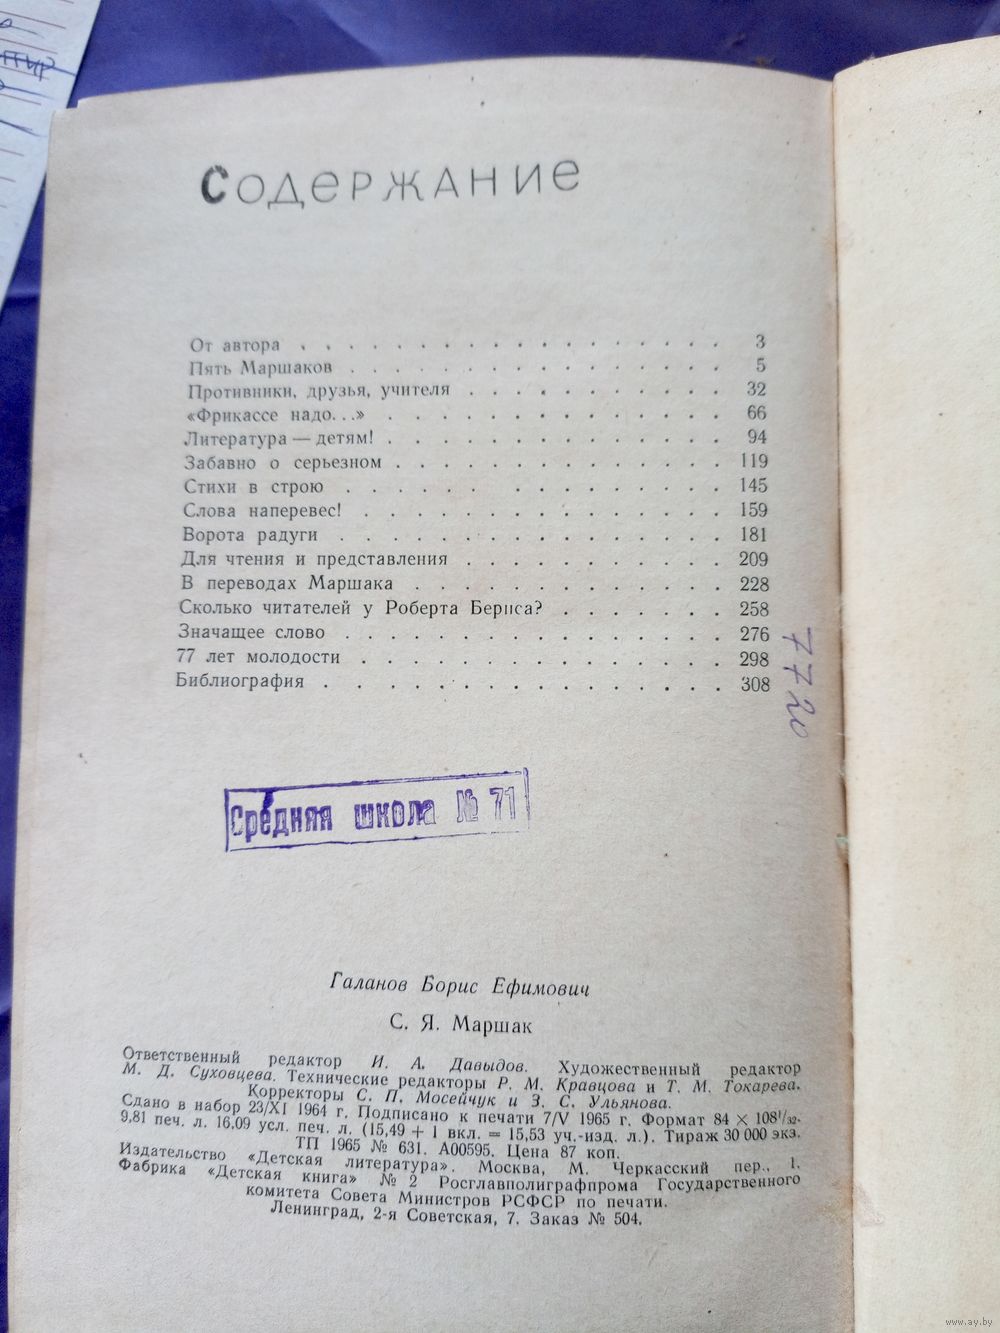 Содержание
От автора . . . . . . . . . . . . . . . . . . 3
Пять Маршаков . . . . . . . . . . . . . . . . 5
Противники, друзья, учителя . . . . . . . . . . . 32
«Фрикассе надо...» . . . . . . . . . . . . . . 66
Литература — детям! . . . . . . . . . . . . . . 94
Забавно о серьезном . . . . . . . . . . . . . . 119
Стихи в строю . . . . . . . . . . . . . . . 145
Слова наперевес! . . . . . . . . . . . . . . . 159
Ворота радуги . . . . . . . . . . . . . . . . 181
Для чтения и представления . . . . . . . . . . . 209
В переводах Маршака . . . . . . . . . . . . . 228
Сколько читателей у Роберта Бернса? . . . . . . . 258
Значащее слово . . . . . . . . . . . . . . . . 276
77 лет молодости . . . . . . . . . . . . . . . 298
Библиография . . . . . . . . . . . . . . . . 308
7720
Средняя школа № 71
Галанов Борис Ефимович
С. Я. Маршак
Ответственный редактор И. А. Давыдов. Художественный редактор
М. Д. Суховцева. Технические редакторы Р. М. Кравцова и Т. М. Токарева.
Корректоры С. П. Мосейчук и З. С. Ульянова.
Сдано в набор 23/XI 1964 г. Подписано к печати 7/V 1965 г. Формат 84 × 108¹/₃₂.
9,81 печ. л. 16,09 усл. печ. л. (15,49 + 1 вкл. = 15,53 уч.-изд. л.). Тираж 30 000 экз.
ТП 1965 № 631. А00595. Цена 87 коп.
Издательство «Детская литература». Москва, М. Черкасский пер., 1.
Фабрика «Детская книга» № 2 Росглавполиграфпрома Государственного
комитета Совета Министров РСФСР по печати.
Ленинград, 2-я Советская, 7. Заказ № 504.
www.ay.by